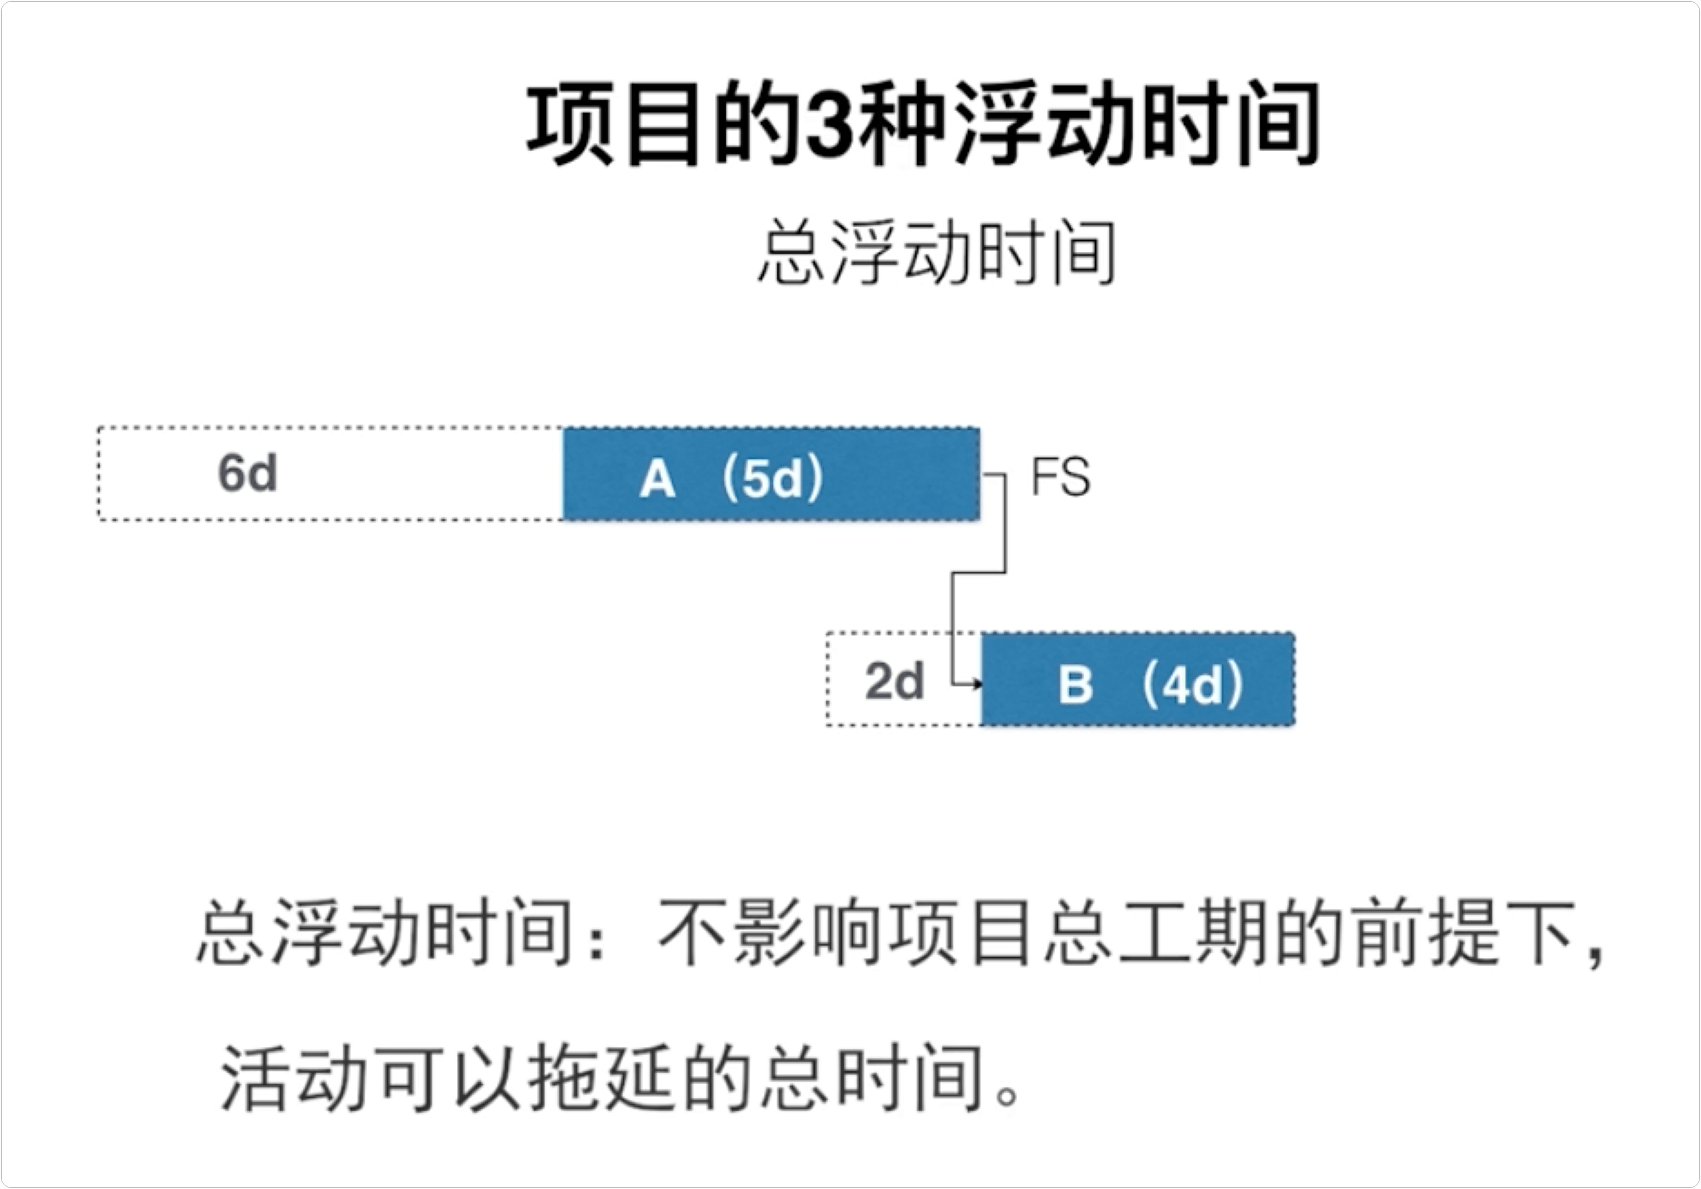 项目的3种浮动时间
总浮动时间
6d
A （5d）
FS
2d
B （4d）
总浮动时间：不影响项目总工期的前提下，
活动可以拖延的总时间。